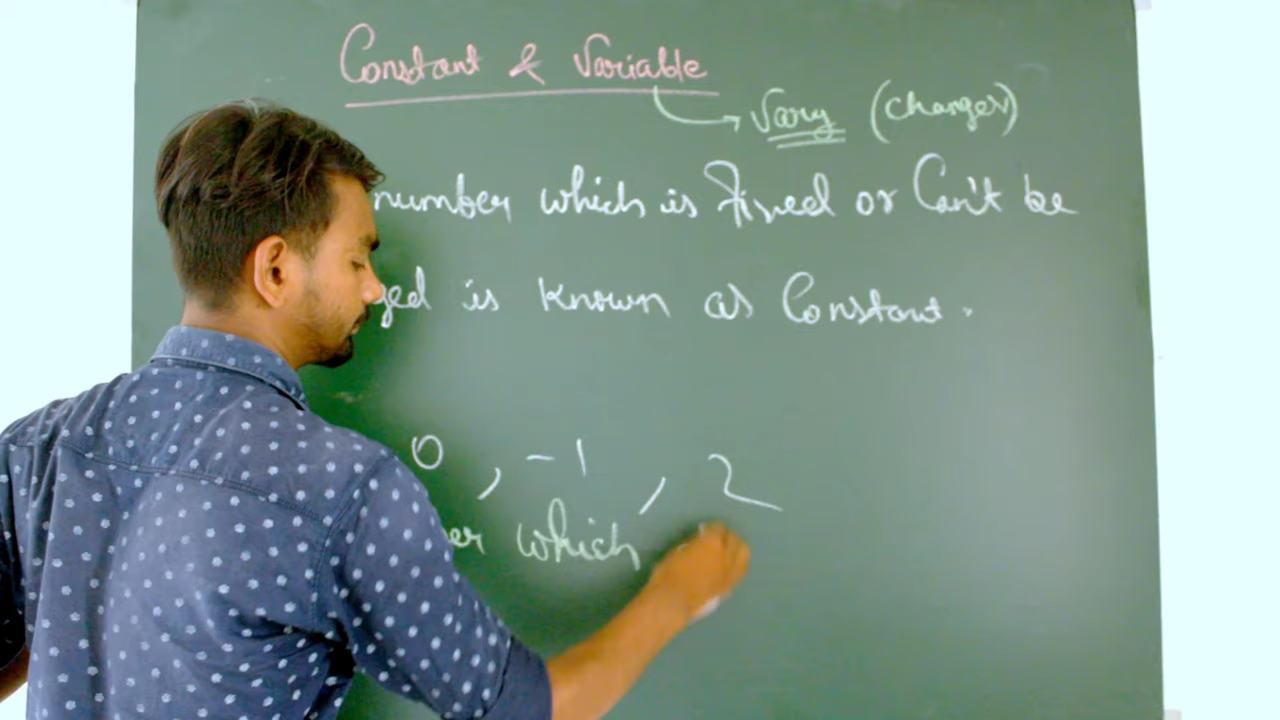 Constant & Variable
Vary (changes)
number which is Fixed or Can't be
ged is known as Constant.
0, -1, 2
er which